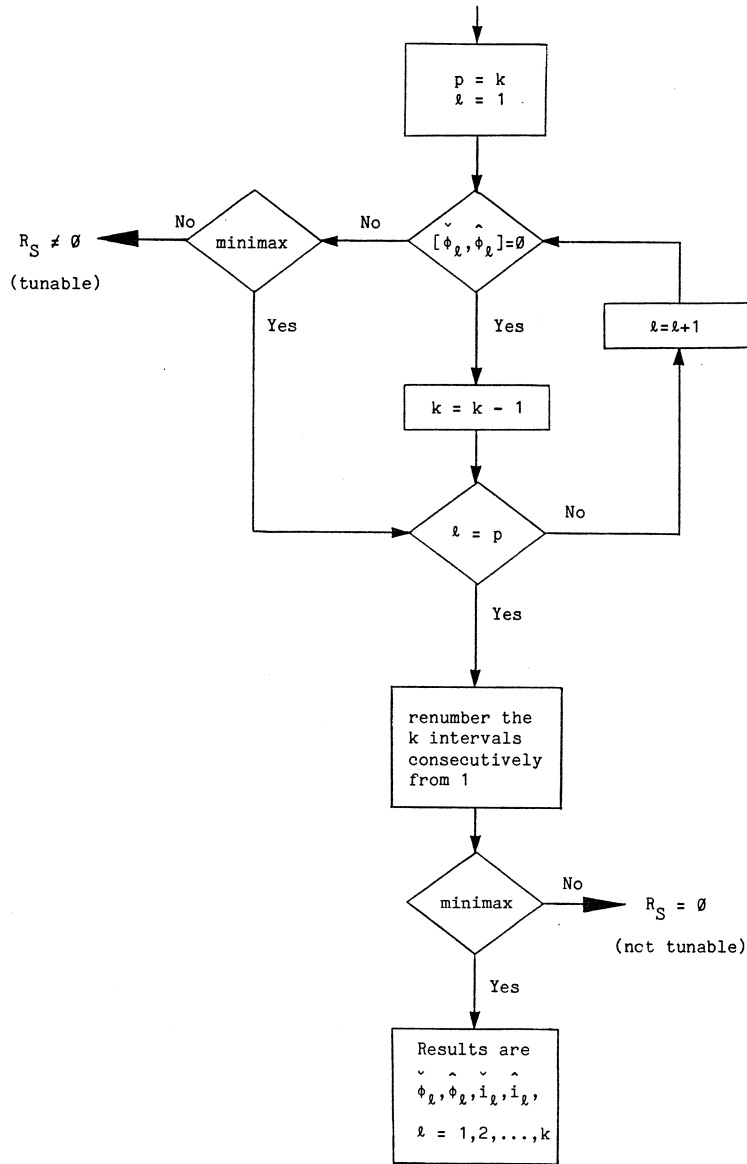 p = k
ℓ = 1
No
No
R_S ≠ Ø
minimax
[ϕ̌_ℓ, ϕ̂_ℓ]=Ø
(tunable)
Yes
Yes
ℓ=ℓ+1
k = k - 1
No
ℓ = p
Yes
renumber the
k intervals
consecutively
from 1
No
minimax
R_S = Ø
(nct tunable)
Yes
Results are
ϕ̌_ℓ, ϕ̂_ℓ, ǐ_ℓ, î_ℓ,
ℓ = 1,2,...,k